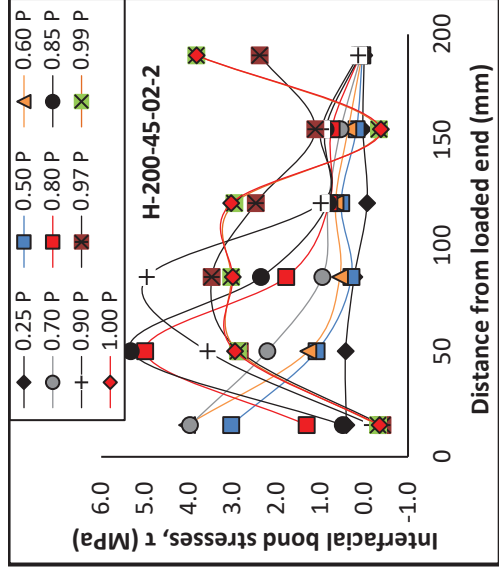 0.25 P
0.50 P
0.60 P
0.70 P
0.80 P
0.85 P
0.90 P
0.97 P
0.99 P
1.00 P
H-200-45-02-2
6.0
5.0
4.0
3.0
2.0
1.0
0.0
-1.0
Interfacial bond stresses, τ (MPa)
0
50
100
150
200
Distance from loaded end (mm)